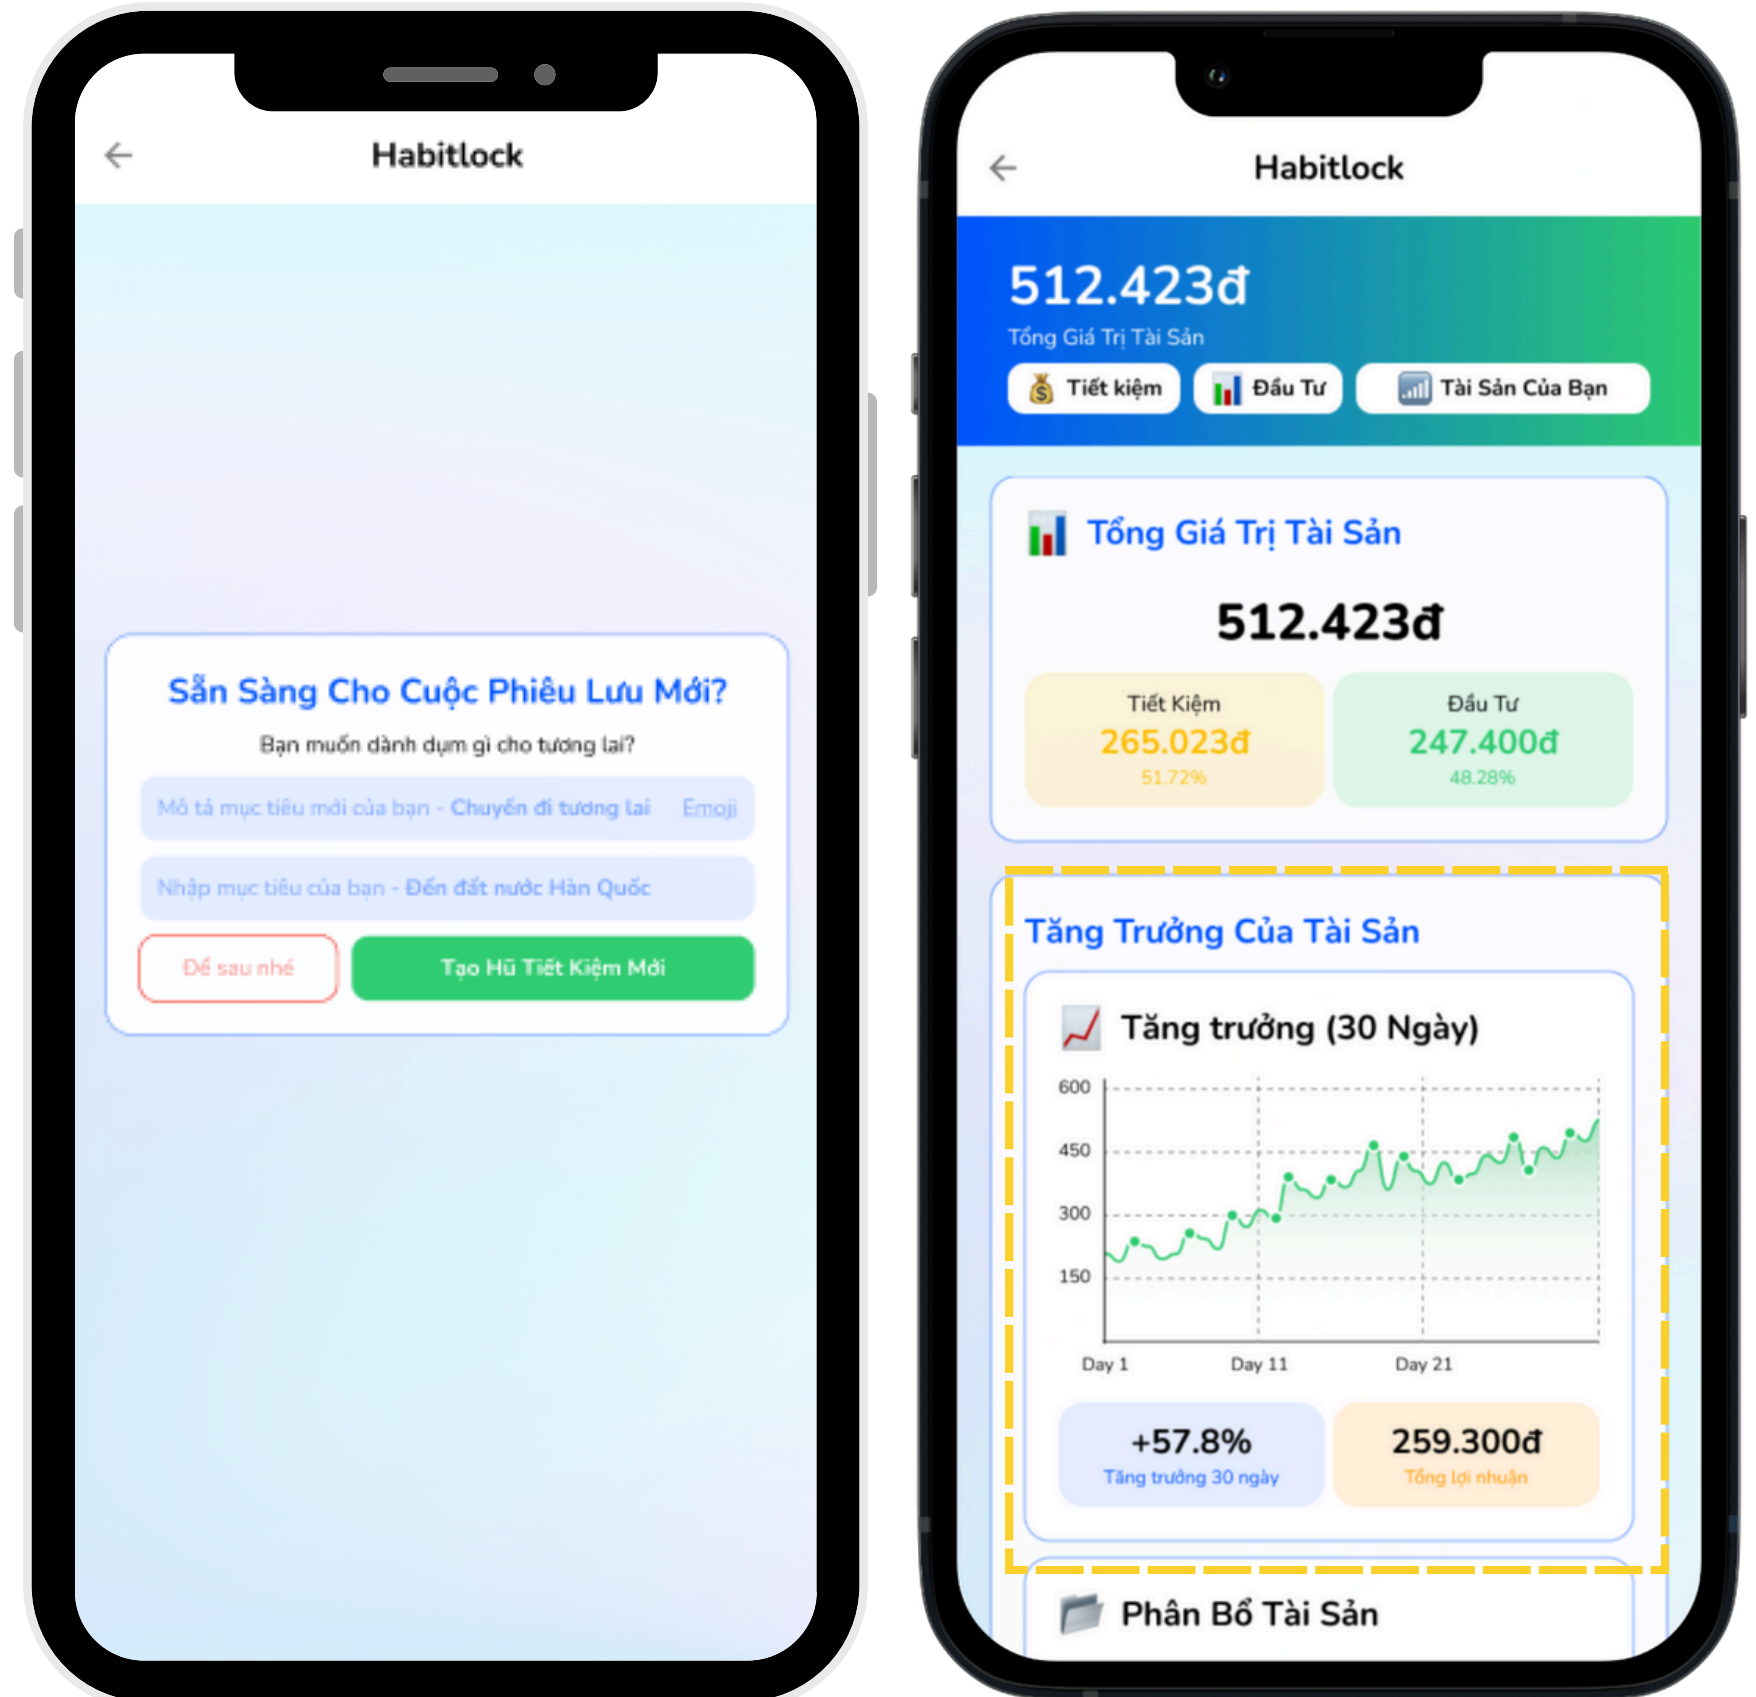 Habitlock
Sẵn Sàng Cho Cuộc Phiêu Lưu Mới?
Bạn muốn dành dụm gì cho tương lai?
Mô tả mục tiêu mới của bạn - Chuyến đi tương lai Emoji
Nhập mục tiêu của bạn - Đến đất nước Hàn Quốc
Để sau nhé
Tạo Hũ Tiết Kiệm Mới
Habitlock
512.423đ
Tổng Giá Trị Tài Sản
Tiết kiệm
Đầu Tư
Tài Sản Của Bạn
Tổng Giá Trị Tài Sản
512.423đ
Tiết Kiệm
265.023đ
51.72%
Đầu Tư
247.400đ
48.28%
Tăng Trưởng Của Tài Sản
Tăng trưởng (30 Ngày)
600
450
300
150
Day 1 Day 11 Day 21
+57.8%
Tăng trưởng 30 ngày
259.300đ
Tổng lợi nhuận
Phân Bổ Tài Sản